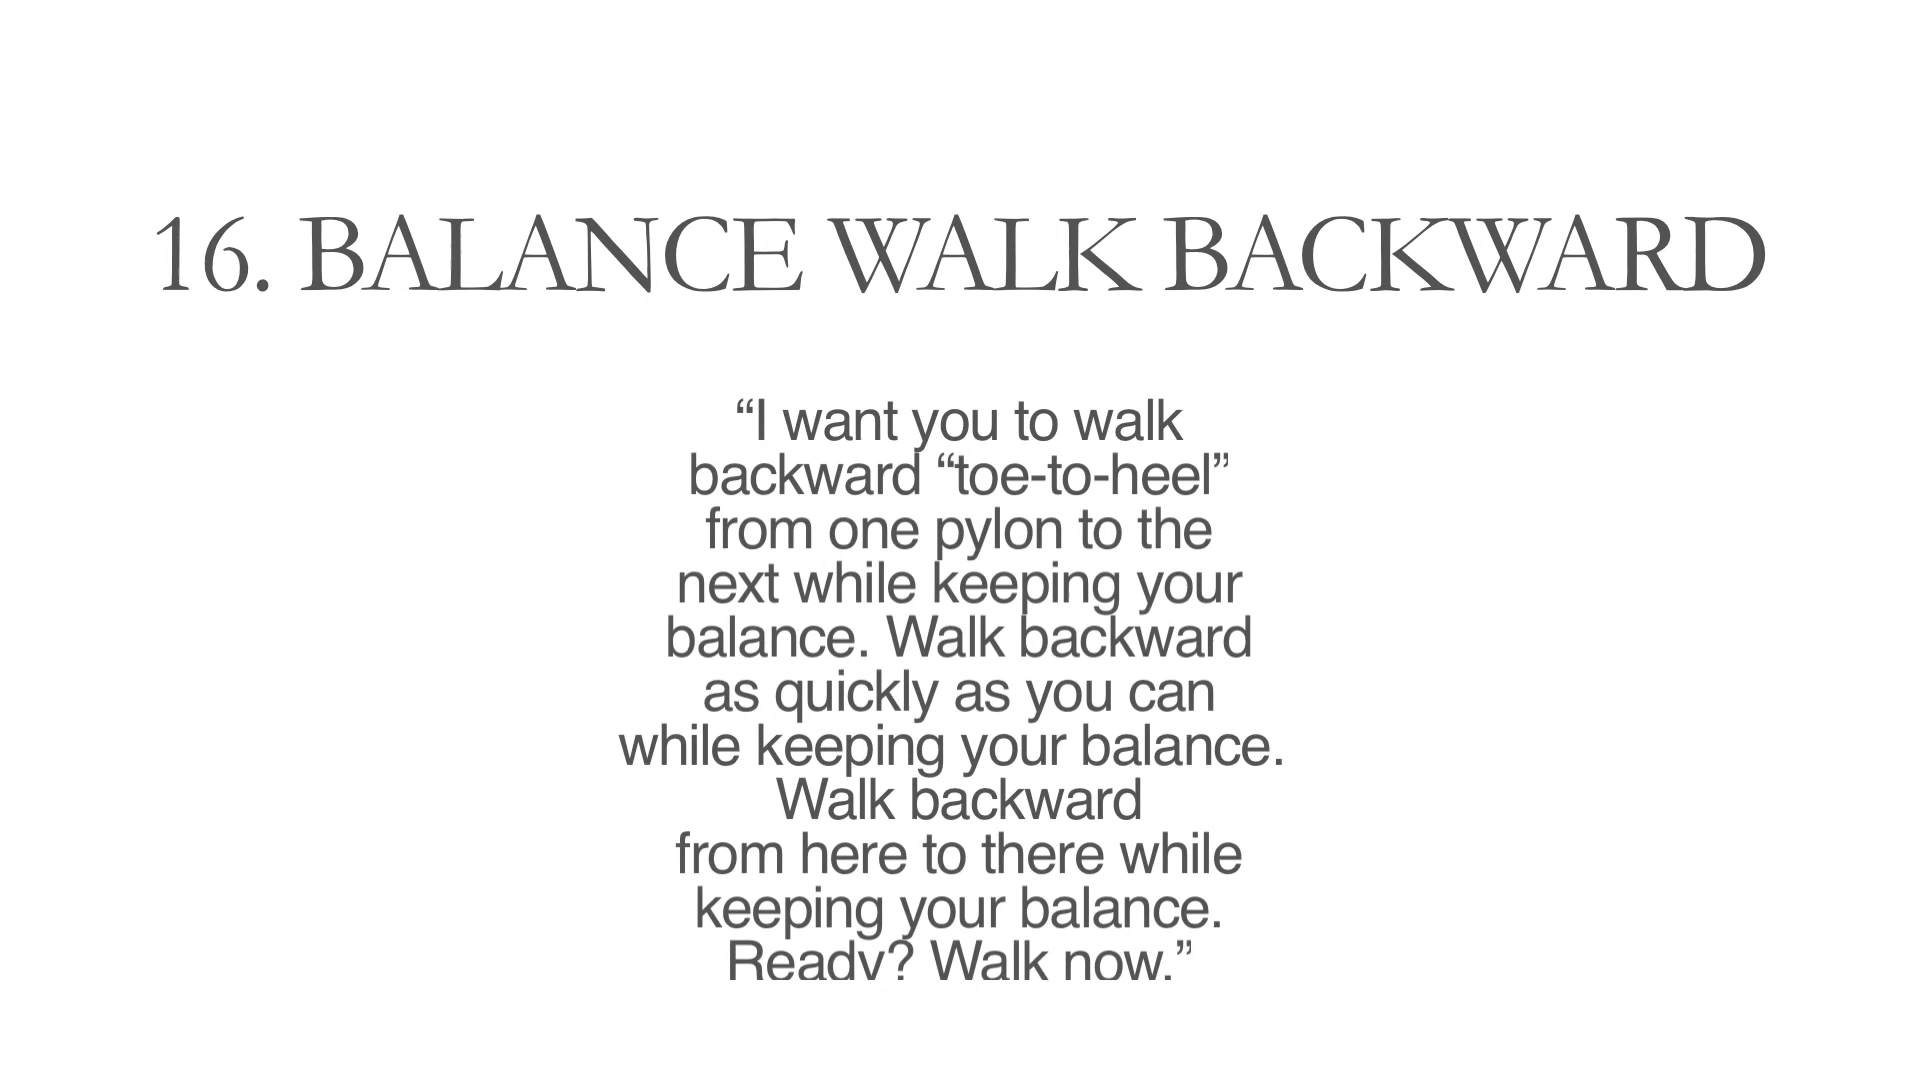 16. BALANCE WALK BACKWARD
“I want you to walk
backward “toe-to-heel”
from one pylon to the
next while keeping your
balance. Walk backward
as quickly as you can
while keeping your balance.
Walk backward
from here to there while
keeping your balance.
Ready? Walk now.”